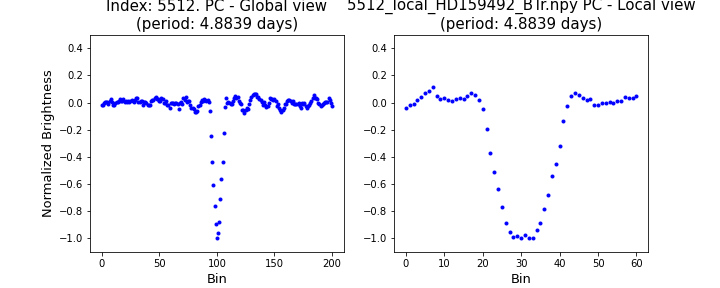 Index: 5512. PC - Global view
(period: 4.8839 days)
5512_local_HD159492_BTr.npy PC - Local view
(period: 4.8839 days)
Normalized Brightness
0.4
0.2
0.0
−0.2
−0.4
−0.6
−0.8
−1.0
0 50 100 150 200
Bin
0.4
0.2
0.0
−0.2
−0.4
−0.6
−0.8
−1.0
0 10 20 30 40 50 60
Bin